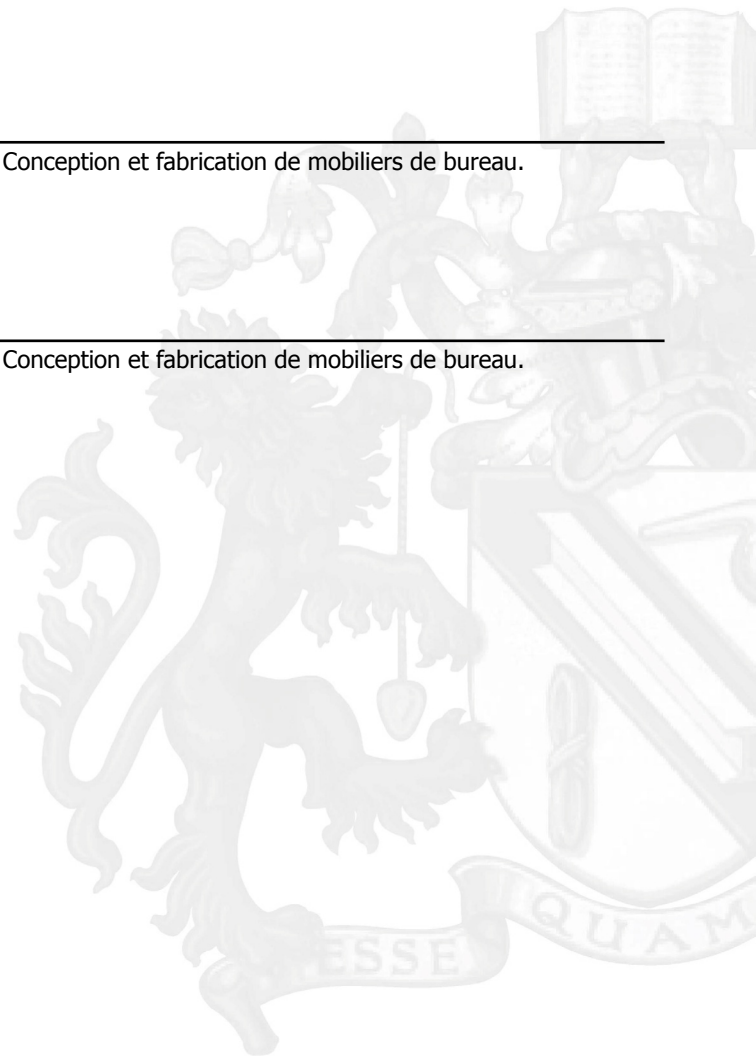 Conception et fabrication de mobiliers de bureau.
Conception et fabrication de mobiliers de bureau.
ESSE
QUAM